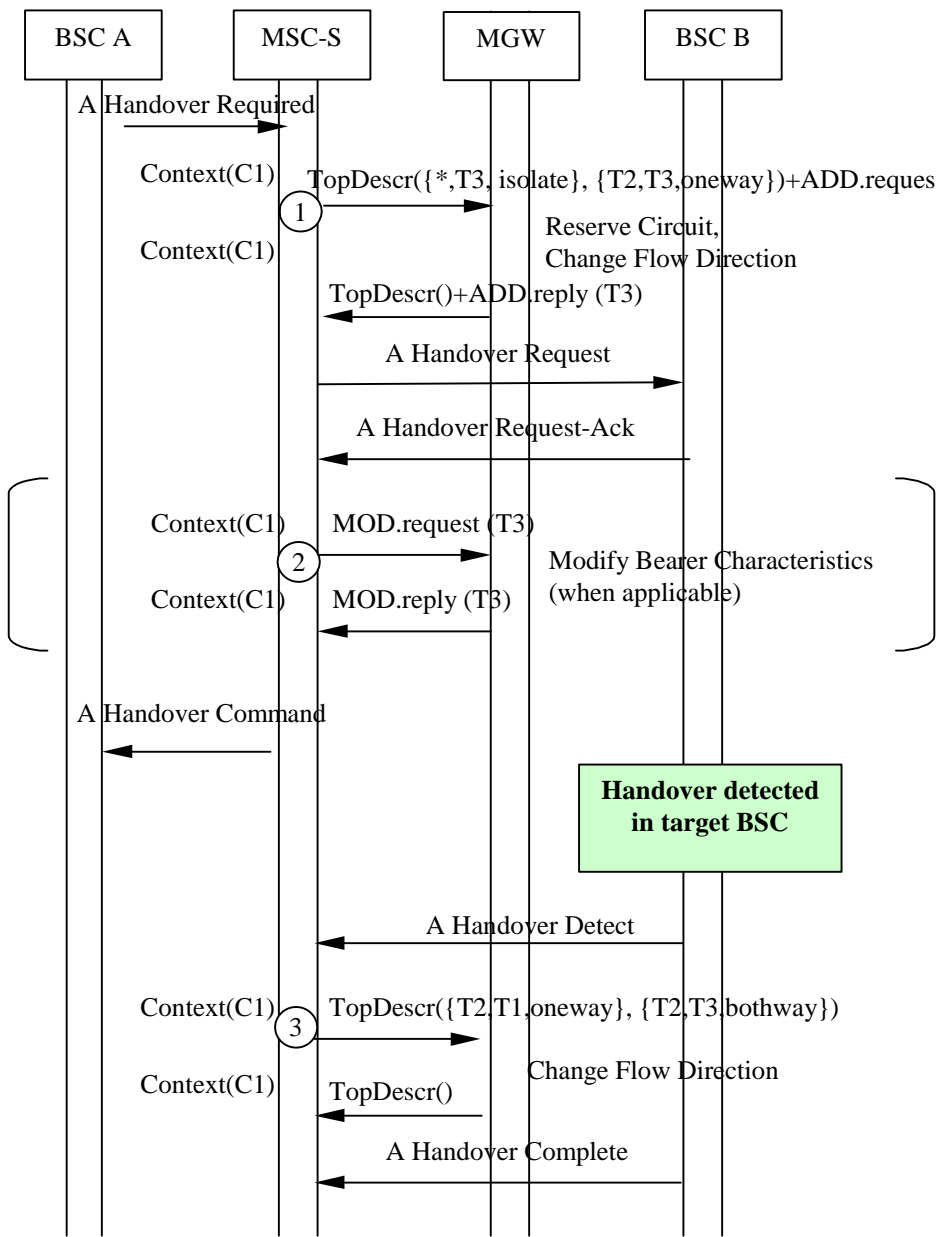 BSC A
MSC-S
MGW
BSC B
A Handover Required
Context(C1)
TopDescr({*,T3, isolate}, {T2,T3,oneway})+ADD.reques
1
Reserve Circuit,
Change Flow Direction
Context(C1)
TopDescr()+ADD.reply (T3)
A Handover Request
A Handover Request-Ack
Context(C1)
MOD.request (T3)
2
Modify Bearer Characteristics
(when applicable)
Context(C1)
MOD.reply (T3)
A Handover Command
Handover detected
in target BSC
A Handover Detect
Context(C1)
TopDescr({T2,T1,oneway}, {T2,T3,bothway})
3
Change Flow Direction
Context(C1)
TopDescr()
A Handover Complete